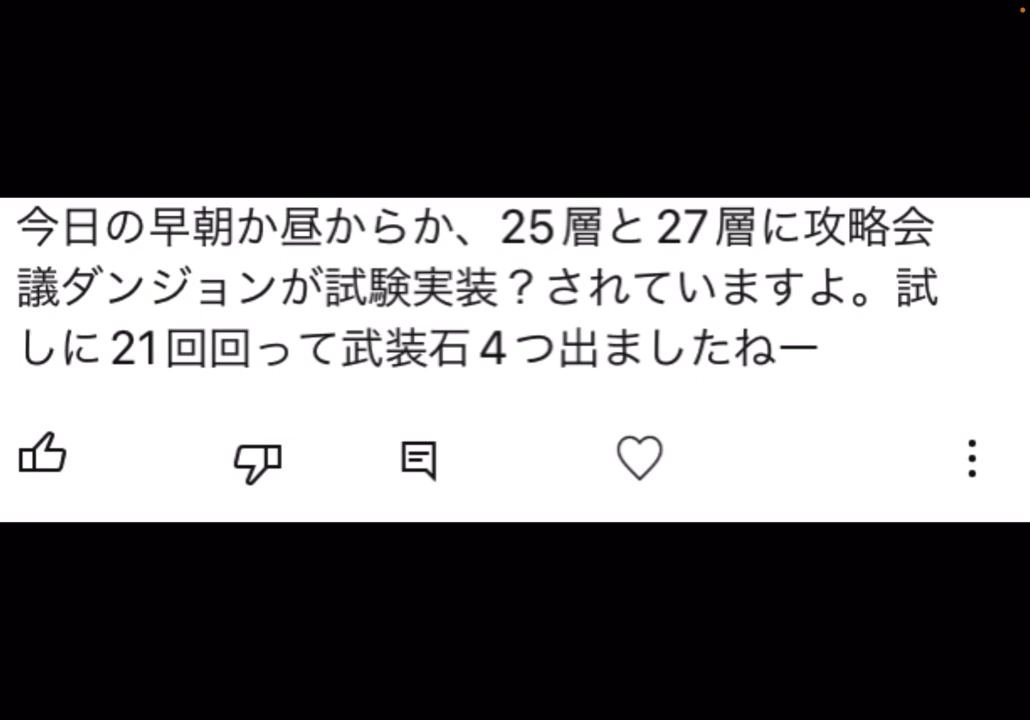 今日の早朝か昼からか、25層と27層に攻略会
議ダンジョンが試験実装？されていますよ。試
しに21回回って武装石4つ出ましたねー